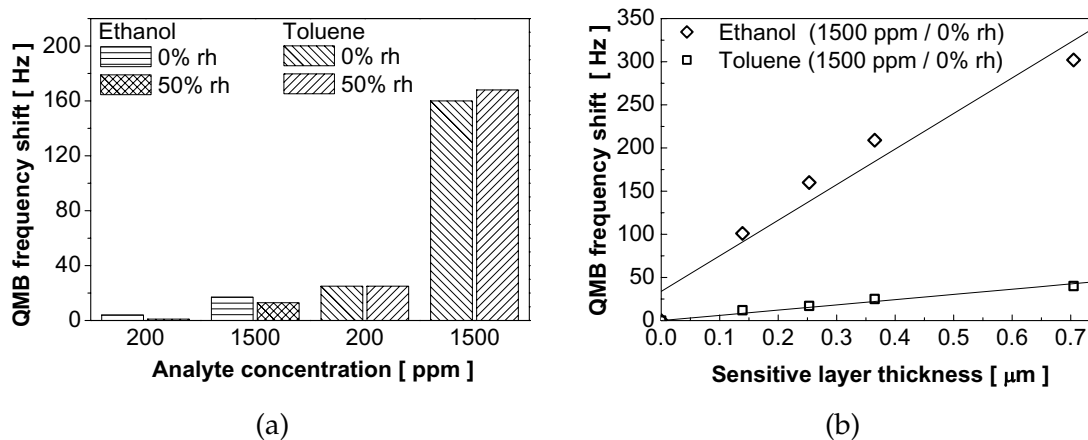 Ethanol Toluene
0% rh 0% rh
50% rh 50% rh
200
160
120
80
40
0
QMB frequency shift [ Hz ]
200 1500 200 1500
Analyte concentration [ ppm ]
(a)
Ethanol (1500 ppm / 0% rh)
Toluene (1500 ppm / 0% rh)
350
300
250
200
150
100
50
0
QMB frequency shift [ Hz ]
0.0 0.1 0.2 0.3 0.4 0.5 0.6 0.7
Sensitive layer thickness [ μm ]
(b)